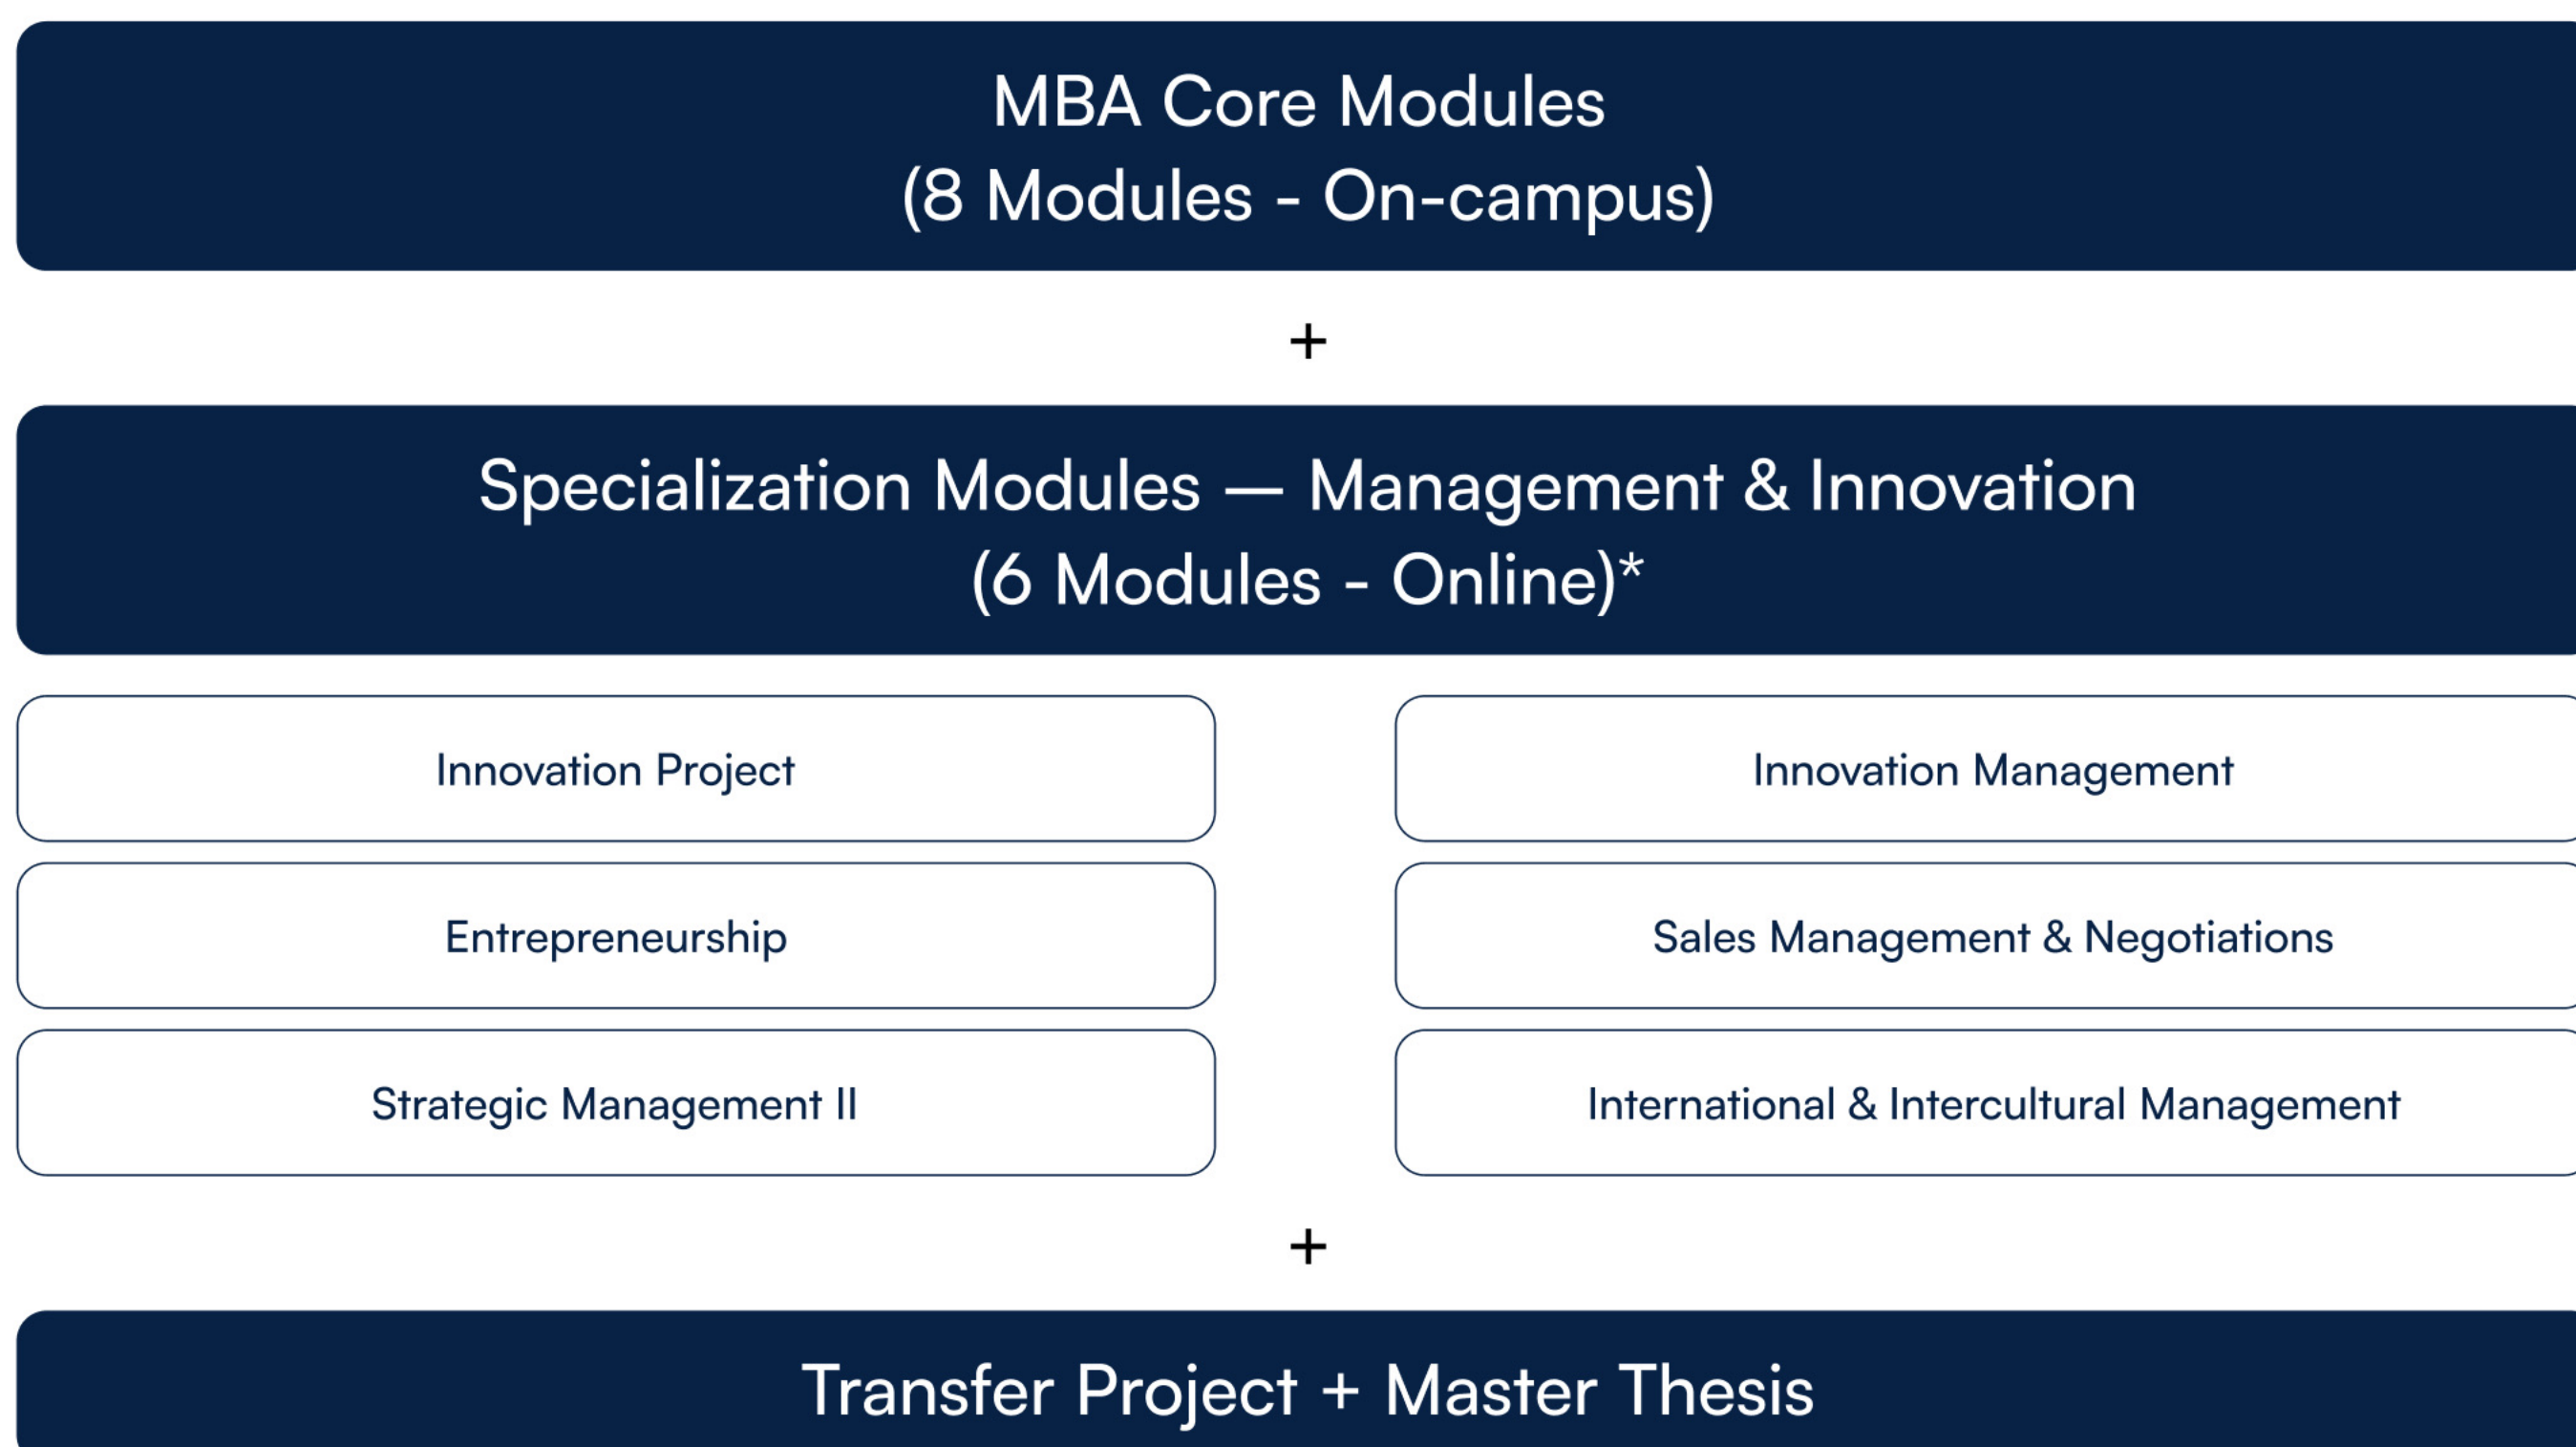 MBA Core Modules
(8 Modules - On-campus)
+
Specialization Modules — Management & Innovation
(6 Modules - Online)*
Innovation Project
Innovation Management
Entrepreneurship
Sales Management & Negotiations
Strategic Management II
International & Intercultural Management
+
Transfer Project + Master Thesis